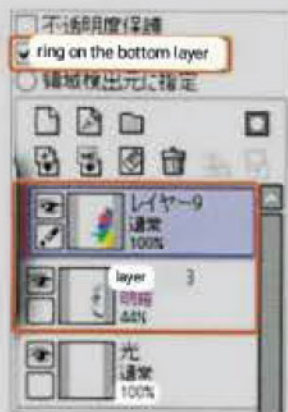 不透明度保護
ring on the bottom layer
領域検出元に指定
レイヤー9
通常
100%
layer 3
明暗
44%
光
通常
100%